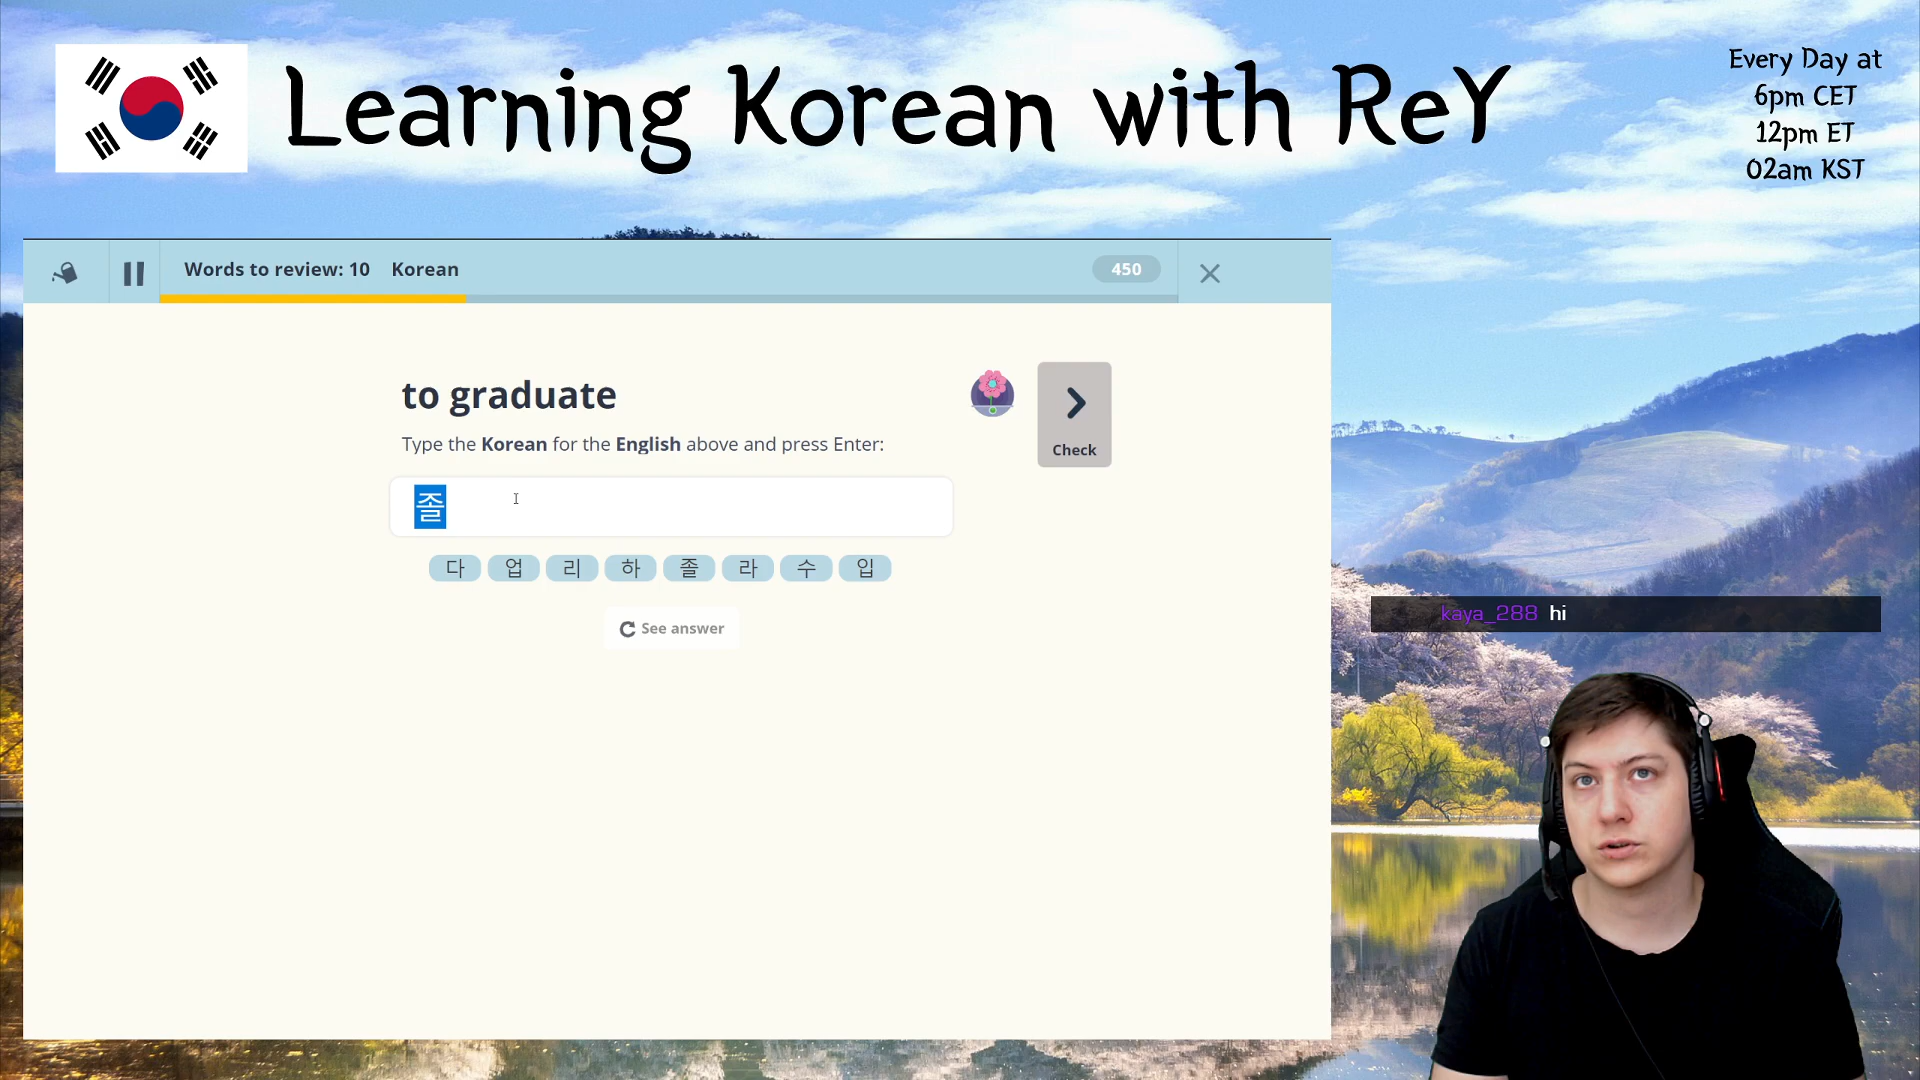 Learning Korean with ReY
Every Day at
6pm CET
12pm ET
02am KST
Words to review: 10 Korean
450
to graduate
Type the Korean for the English above and press Enter:
Check
졸
다 업 리 하 졸 라 수 입
See answer
kaya_288 hi